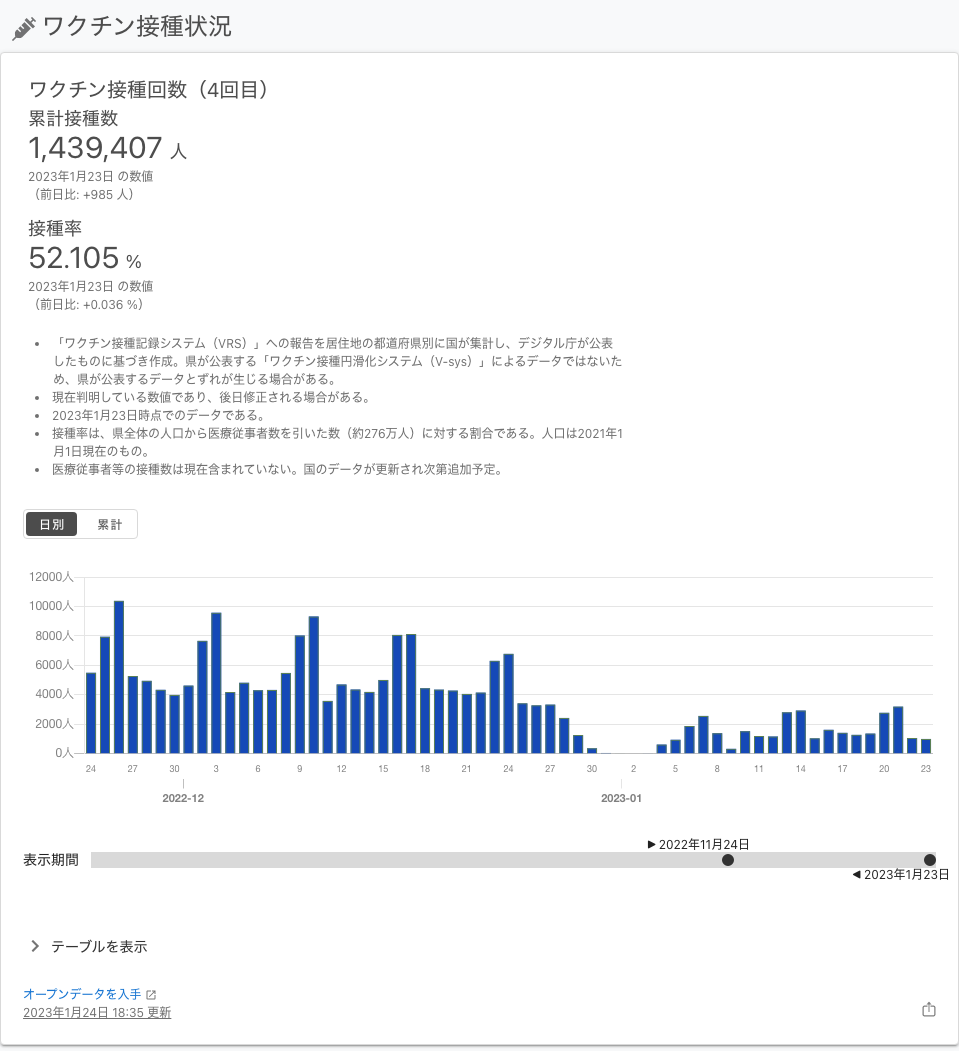 ワクチン接種状況
ワクチン接種回数（4回目）
累計接種数
1,439,407 人
2023年1月23日 の数値
（前日比: +985 人）
接種率
52.105 %
2023年1月23日 の数値
（前日比: +0.036 %）
• 「ワクチン接種記録システム（VRS）」への報告を居住地の都道府県別に国が集計し、デジタル庁が公表
したものに基づき作成。県が公表する「ワクチン接種円滑化システム（V-sys）」によるデータではないた
め、県が公表するデータとずれが生じる場合がある。
• 現在判明している数値であり、後日修正される場合がある。
• 2023年1月23日時点でのデータである。
• 接種率は、県全体の人口から医療従事者数を引いた数（約276万人）に対する割合である。人口は2021年1
月1日現在のもの。
• 医療従事者等の接種数は現在含まれていない。国のデータが更新され次第追加予定。
日別 累計
12000人
10000人
8000人
6000人
4000人
2000人
0人
24 27 30 3 6 9 12 15 18 21 24 27 30 2 5 8 11 14 17 20 23
2022-12 2023-01
▶ 2022年11月24日
表示期間
◀ 2023年1月23日
テーブルを表示
オープンデータを入手
2023年1月24日 18:35 更新